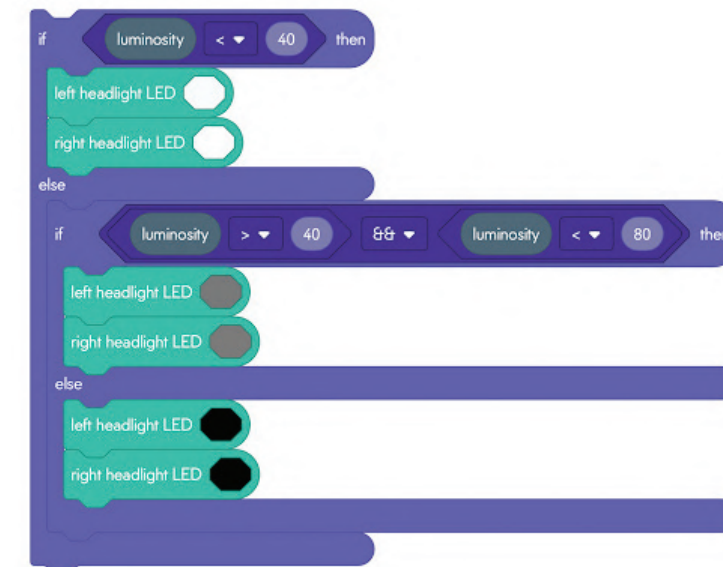 if luminosity < 40 then
left headlight LED
right headlight LED
else
if luminosity > 40 && luminosity < 80 then
left headlight LED
right headlight LED
else
left headlight LED
right headlight LED